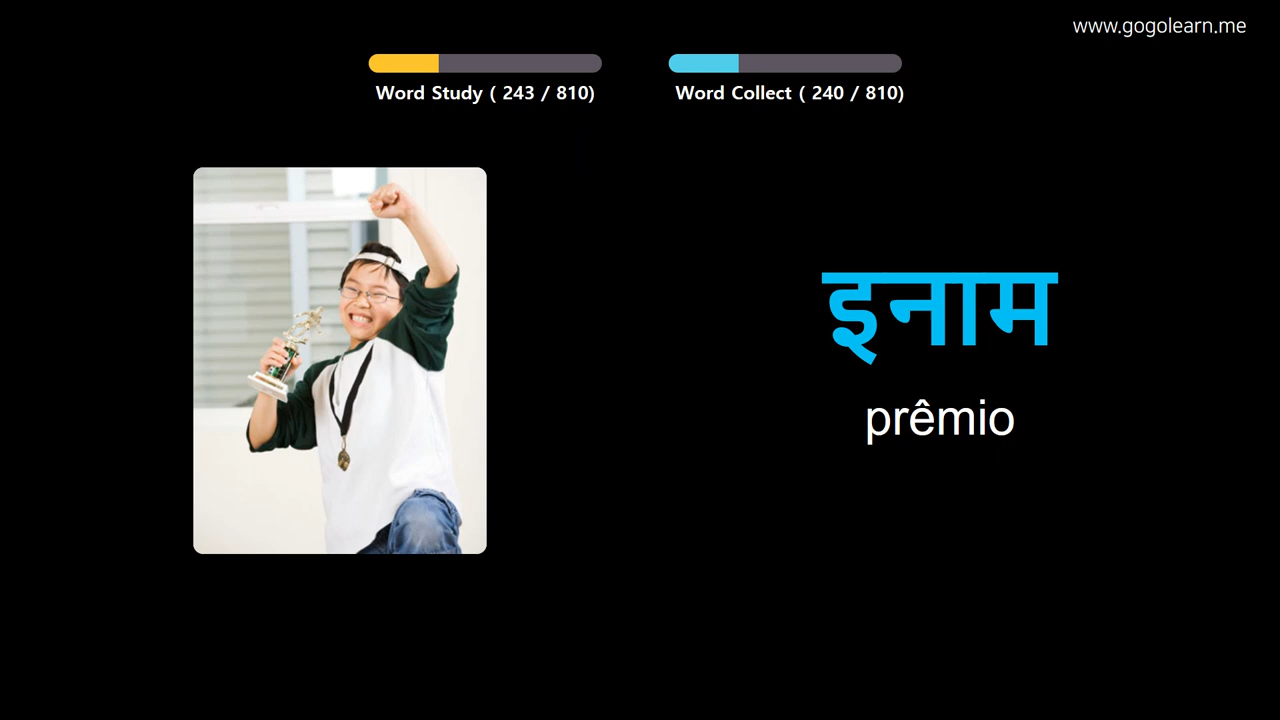 www.gogolearn.me
Word Study ( 243 / 810)
Word Collect ( 240 / 810)
इनाम
prêmio